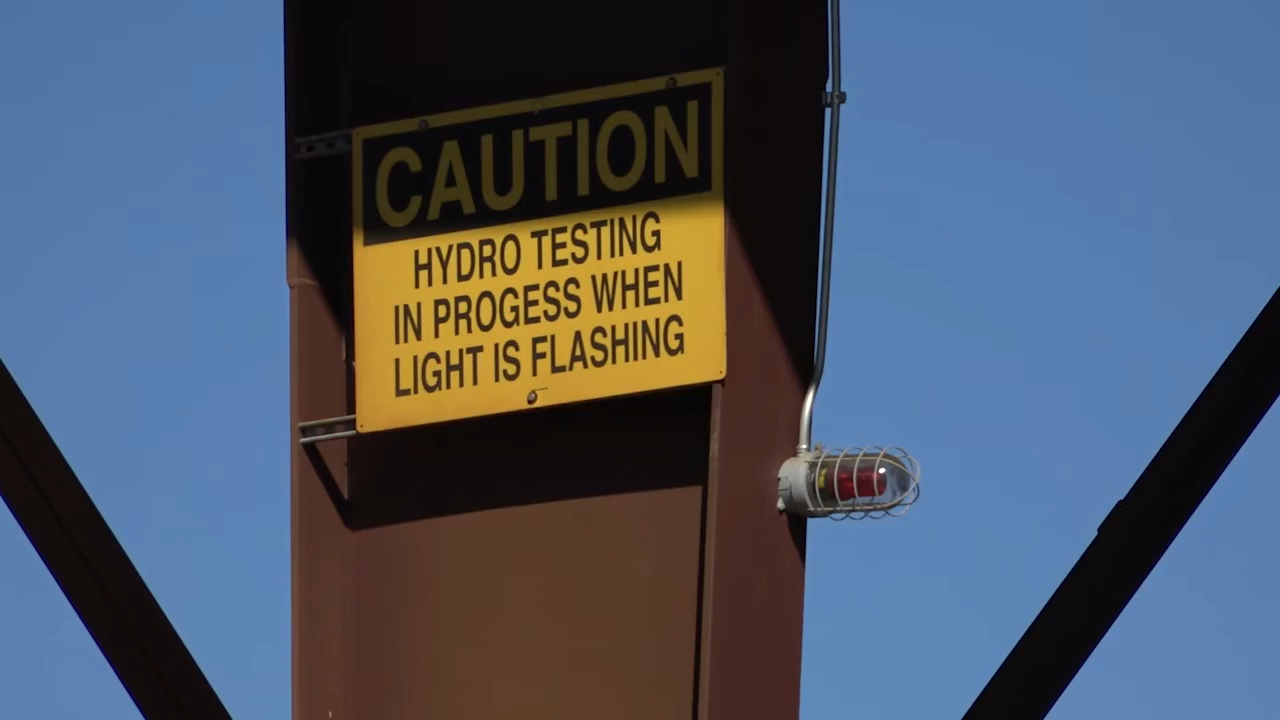 CAUTION
HYDRO TESTING
IN PROGESS WHEN
LIGHT IS FLASHING